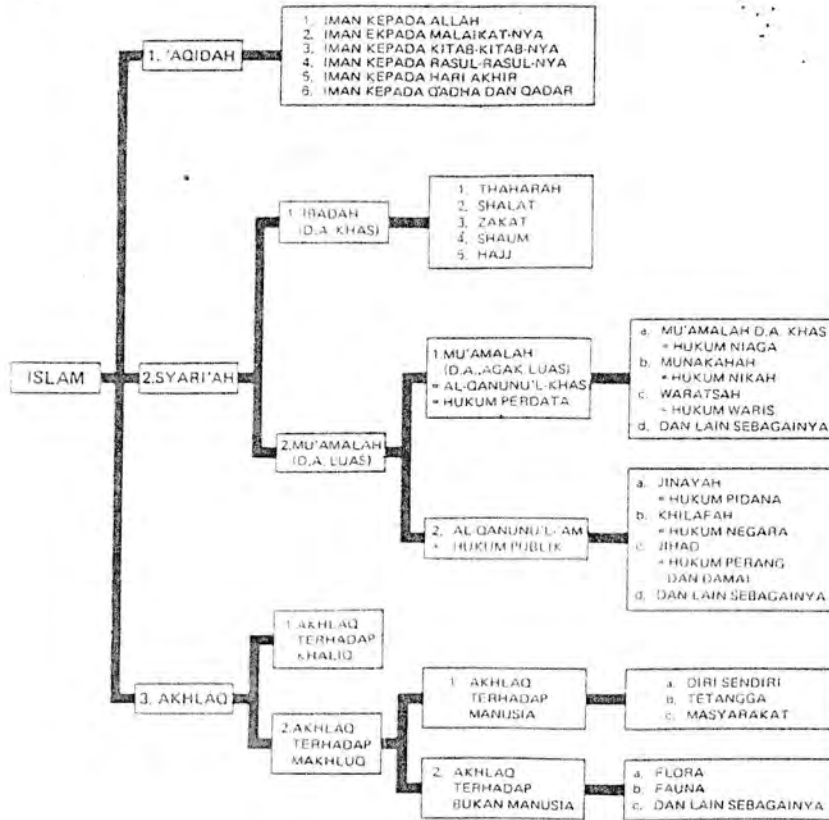 1. IMAN KEPADA ALLAH
2. IMAN EKPADA MALAIKAT-NYA
3. IMAN KEPADA KITAB-KITAB-NYA
4. IMAN KEPADA RASUL-RASUL-NYA
5. IMAN KEPADA HARI AKHIR
6. IMAN KEPADA QADHA DAN QADAR
1. 'AQIDAH
1. THAHARAH
2. SHALAT
3. ZAKAT
4. SHAUM
5. HAJJ
1. IBADAH
(D.A. KHAS)
ISLAM
2. SYARI'AH
1. MU'AMALAH
(D.A., AGAK LUAS)
= AL-QANUNU'L-KHAS
= HUKUM PERDATA
a. MU'AMALAH D.A. KHAS
= HUKUM NIAGA
b. MUNAKAHAH
= HUKUM NIKAH
c. WARATSAH
= HUKUM WARIS
d. DAN LAIN SEBAGAINYA
2. MU'AMALAH
(D.A. LUAS)
2. AL-QANUNU'L-'AM
= HUKUM PUBLIK
a. JINAYAH
= HUKUM PIDANA
b. KHILAFAH
= HUKUM NEGARA
c. JIHAD
= HUKUM PERANG
DAN DAMAI
d. DAN LAIN SEBAGAINYA
3. AKHLAQ
1. AKHLAQ
TERHADAP
KHALIQ
2. AKHLAQ
TERHADAP
MAKHLUQ
1. AKHLAQ
TERHADAP
MANUSIA
a. DIRI SENDIRI
b. TETANGGA
c. MASYARAKAT
2. AKHLAQ
TERHADAP
BUKAN MANUSIA
a. FLORA
b. FAUNA
c. DAN LAIN SEBAGAINYA